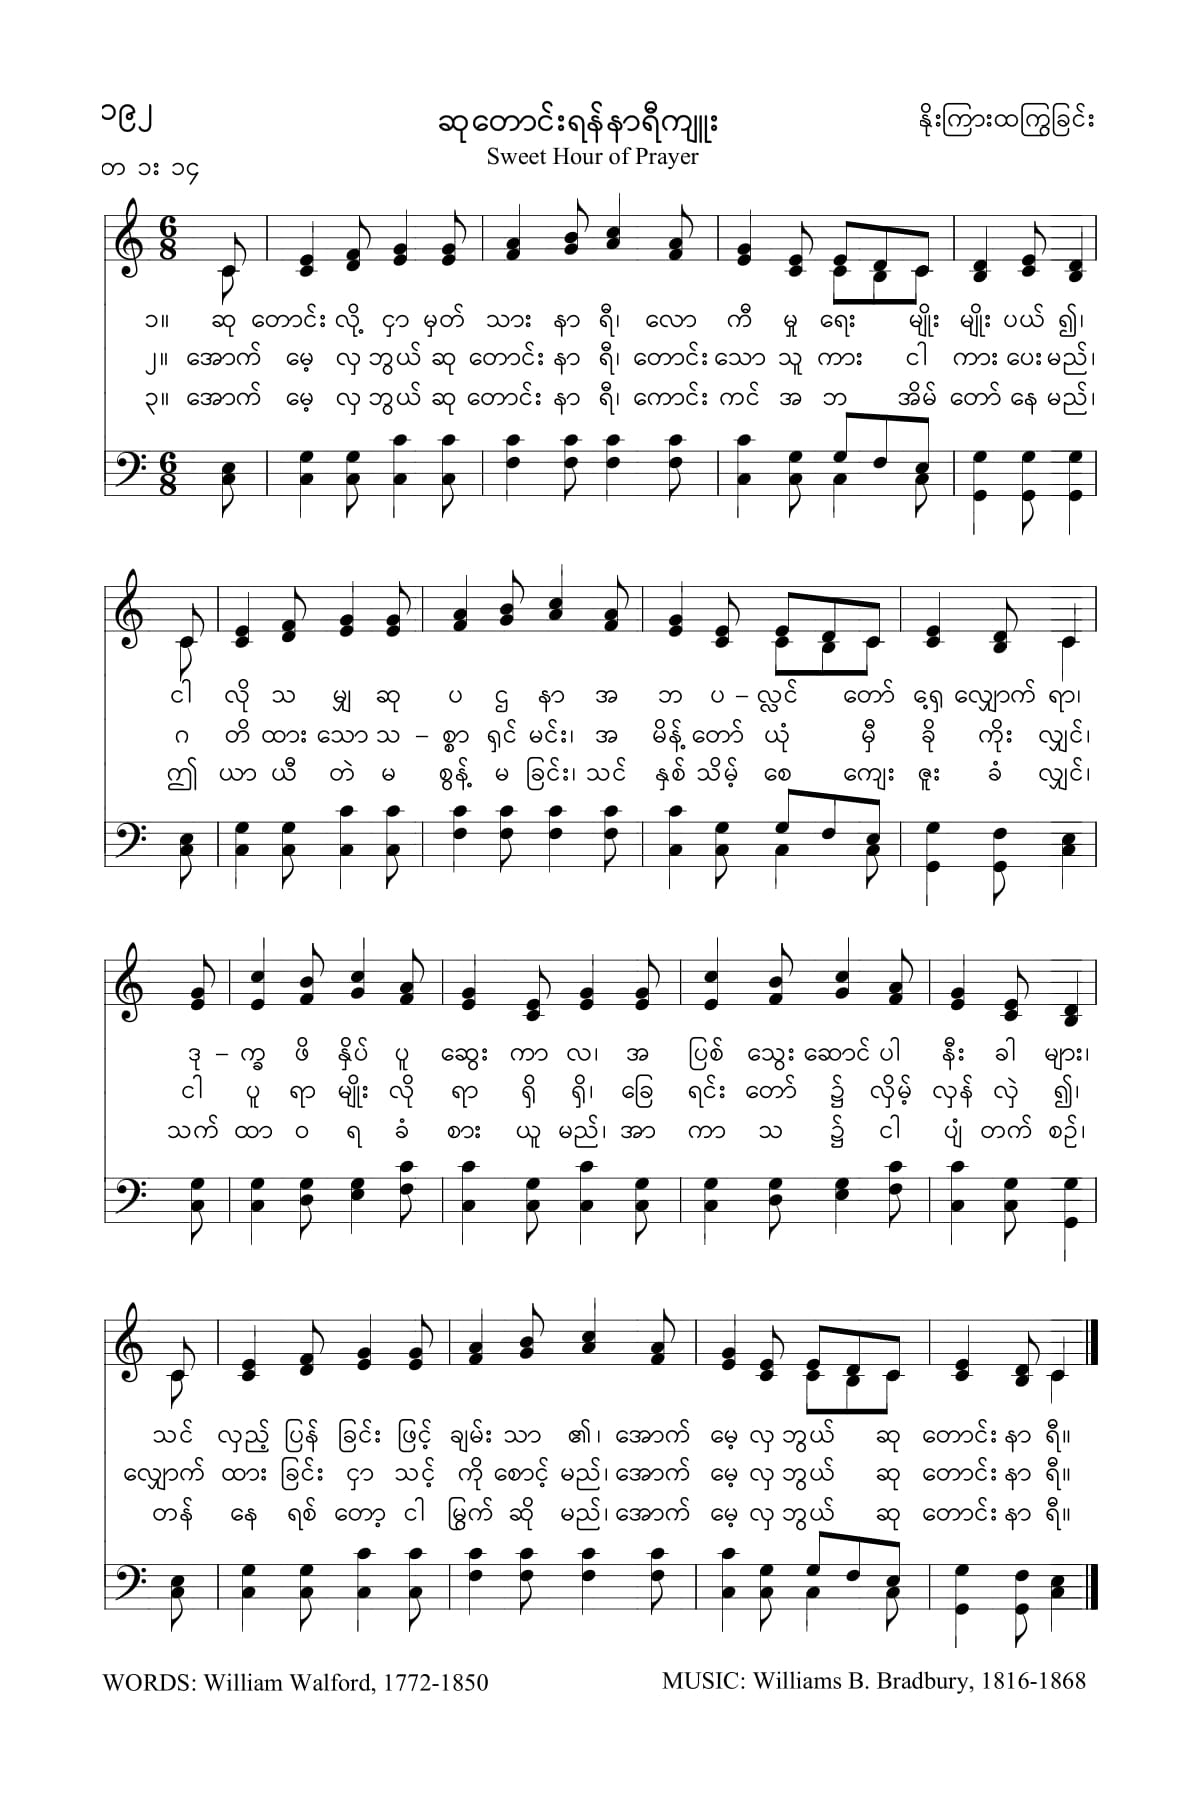 ၁၉၂
ဆုတောင်းရန်နာရီကျူး
နိုးကြားထကြွခြင်း
တ ၁း ၁၄
Sweet Hour of Prayer
၁။ ဆု တောင်း လို့ ငှာ မှတ် သား နာ ရီ၊ လော ကီ မှု ရေး မျိုး မျိုး ပယ် ၍၊
၂။ အောက် မေ့ လှ ဘွယ် ဆု တောင်း နာ ရီ၊ တောင်း သော သူ ကား ငါ ကား ပေး မည်၊
၃။ အောက် မေ့ လှ ဘွယ် ဆု တောင်း နာ ရီ၊ ကောင်း ကင် အ ဘ အိမ် တော် နေ မည်၊
ငါ လို သ မျှ ဆု ပ ဌ နာ အ ဘ ပ – လ္လင် တော် ရှေ့ လျှောက် ရာ၊
ဂ တိ ထား သော သ – စ္စာ ရှင် မင်း၊ အ မိန့် တော် ယုံ မှီ ခို ကိုး လျှင်၊
ဤ ယာ ယီ တဲ မ စွန့် မ ခြင်း၊ သင် နှစ် သိမ့် စေ ကျေး ဇူး ခံ လျှင်၊
ဒု – က္ခ ဖိ နှိပ် ပူ ဆွေး ကာ လ၊ အ ပြစ် သွေး ဆောင် ပါ နီး ခါ များ၊
ငါ ပူ ရာ မျိုး လို ရာ ရှိ ရှိ၊ ခြေ ရင်း တော် ၌ လှိမ့် လှန် လှဲ ၍၊
သက် ထာ ဝ ရ ခံ စား ယူ မည်၊ အာ ကာ သ ၌ ငါ ပျံ တက် စဉ်၊
သင် လှည့် ပြန် ခြင်း ဖြင့် ချမ်း သာ ၏၊ အောက် မေ့ လှ ဘွယ် ဆု တောင်း နာ ရီ။
လျှောက် ထား ခြင်း ငှာ သင့် ကို စောင့် မည်၊ အောက် မေ့ လှ ဘွယ် ဆု တောင်း နာ ရီ။
တန် နေ ရစ် တော့ ငါ မြွက် ဆို မည်၊ အောက် မေ့ လှ ဘွယ် ဆု တောင်း နာ ရီ။
WORDS: William Walford, 1772-1850
MUSIC: Williams B. Bradbury, 1816-1868